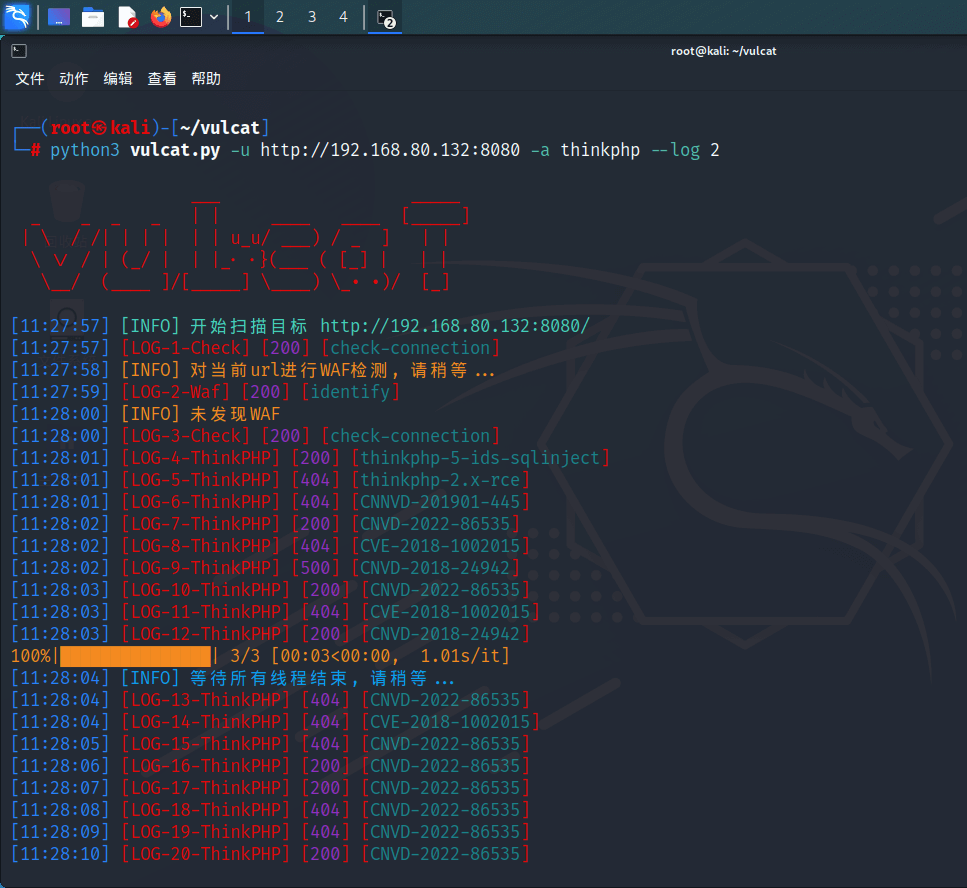 1 2 3 4 2
root@kali: ~/vulcat
文件 动作 编辑 查看 帮助
┌──(root㉿kali)-[~/vulcat]
└─# python3 vulcat.py -u http://192.168.80.132:8080 -a thinkphp --log 2
[11:27:57] [INFO] 开始扫描目标 http://192.168.80.132:8080/
[11:27:57] [LOG-1-Check] [200] [check-connection]
[11:27:58] [INFO] 对当前url进行WAF检测, 请稍等...
[11:27:59] [LOG-2-Waf] [200] [identify]
[11:28:00] [INFO] 未发现WAF
[11:28:00] [LOG-3-Check] [200] [check-connection]
[11:28:01] [LOG-4-ThinkPHP] [200] [thinkphp-5-ids-sqlinject]
[11:28:01] [LOG-5-ThinkPHP] [404] [thinkphp-2.x-rce]
[11:28:01] [LOG-6-ThinkPHP] [404] [CNNVD-201901-445]
[11:28:02] [LOG-7-ThinkPHP] [200] [CNVD-2022-86535]
[11:28:02] [LOG-8-ThinkPHP] [404] [CVE-2018-1002015]
[11:28:02] [LOG-9-ThinkPHP] [500] [CNVD-2018-24942]
[11:28:03] [LOG-10-ThinkPHP] [200] [CNVD-2022-86535]
[11:28:03] [LOG-11-ThinkPHP] [404] [CVE-2018-1002015]
[11:28:03] [LOG-12-ThinkPHP] [200] [CNVD-2018-24942]
100%|███████████████| 3/3 [00:03<00:00, 1.01s/it]
[11:28:04] [INFO] 等待所有线程结束, 请稍等...
[11:28:04] [LOG-13-ThinkPHP] [404] [CNVD-2022-86535]
[11:28:04] [LOG-14-ThinkPHP] [404] [CVE-2018-1002015]
[11:28:05] [LOG-15-ThinkPHP] [404] [CNVD-2022-86535]
[11:28:06] [LOG-16-ThinkPHP] [200] [CNVD-2022-86535]
[11:28:07] [LOG-17-ThinkPHP] [200] [CNVD-2022-86535]
[11:28:08] [LOG-18-ThinkPHP] [404] [CNVD-2022-86535]
[11:28:09] [LOG-19-ThinkPHP] [404] [CNVD-2022-86535]
[11:28:10] [LOG-20-ThinkPHP] [200] [CNVD-2022-86535]